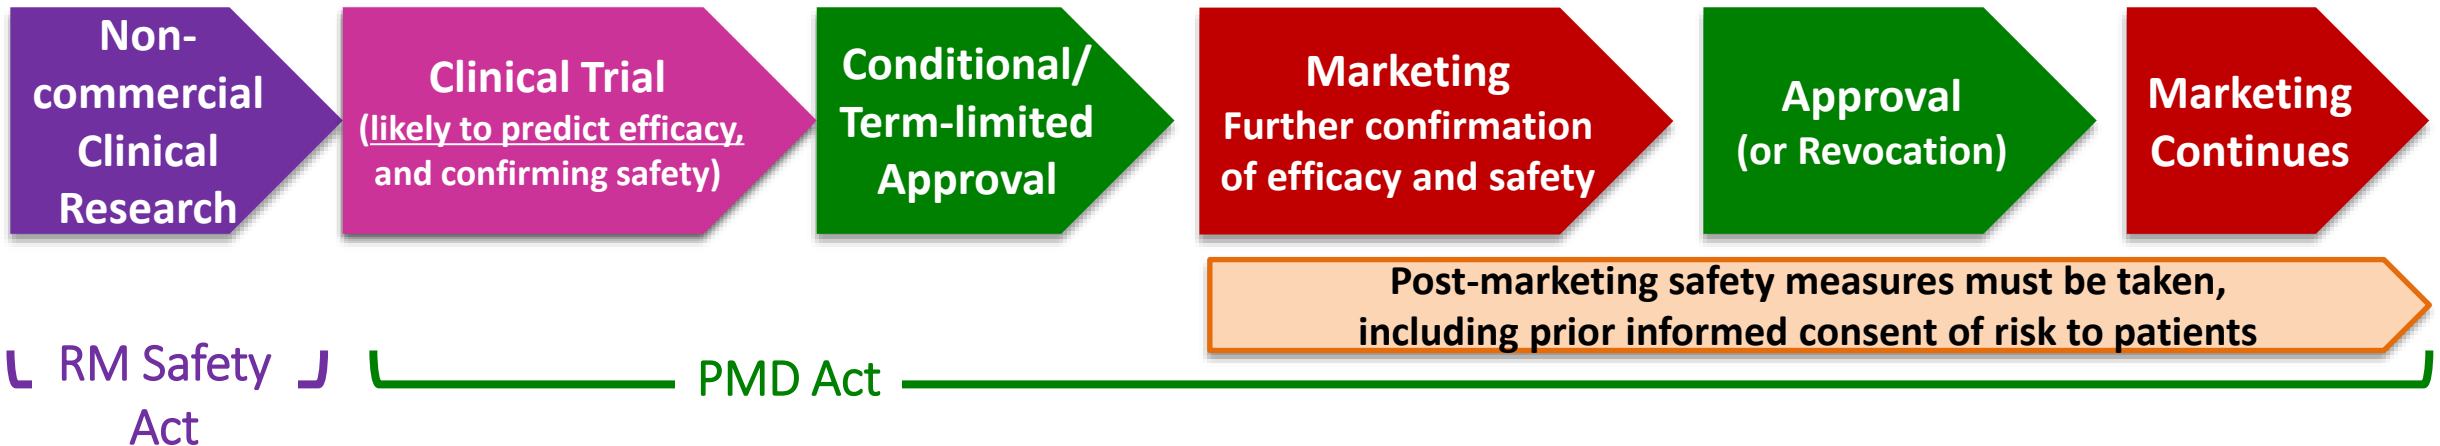 Non-
commercial
Clinical
Research
Clinical Trial
(likely to predict efficacy,
and confirming safety)
Conditional/
Term-limited
Approval
Marketing
Further confirmation
of efficacy and safety
Approval
(or Revocation)
Marketing
Continues
Post-marketing safety measures must be taken,
including prior informed consent of risk to patients
RM Safety
Act
PMD Act